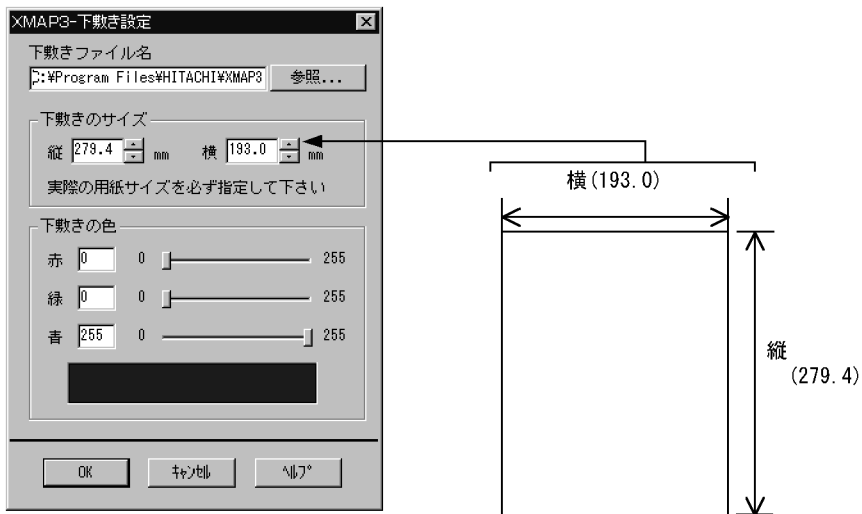 XMAP3-下敷き設定
下敷きファイル名
C:¥Program Files¥HITACHI¥XMAP3 参照...
下敷きのサイズ
縦 279.4 mm 横 193.0 mm
実際の用紙サイズを必ず指定して下さい
下敷きの色
赤 0 0 255
緑 0 0 255
青 255 0 255
OK ｷｬﾝｾﾙ ﾍﾙﾌﾟ
横(193.0)
縦
(279.4)